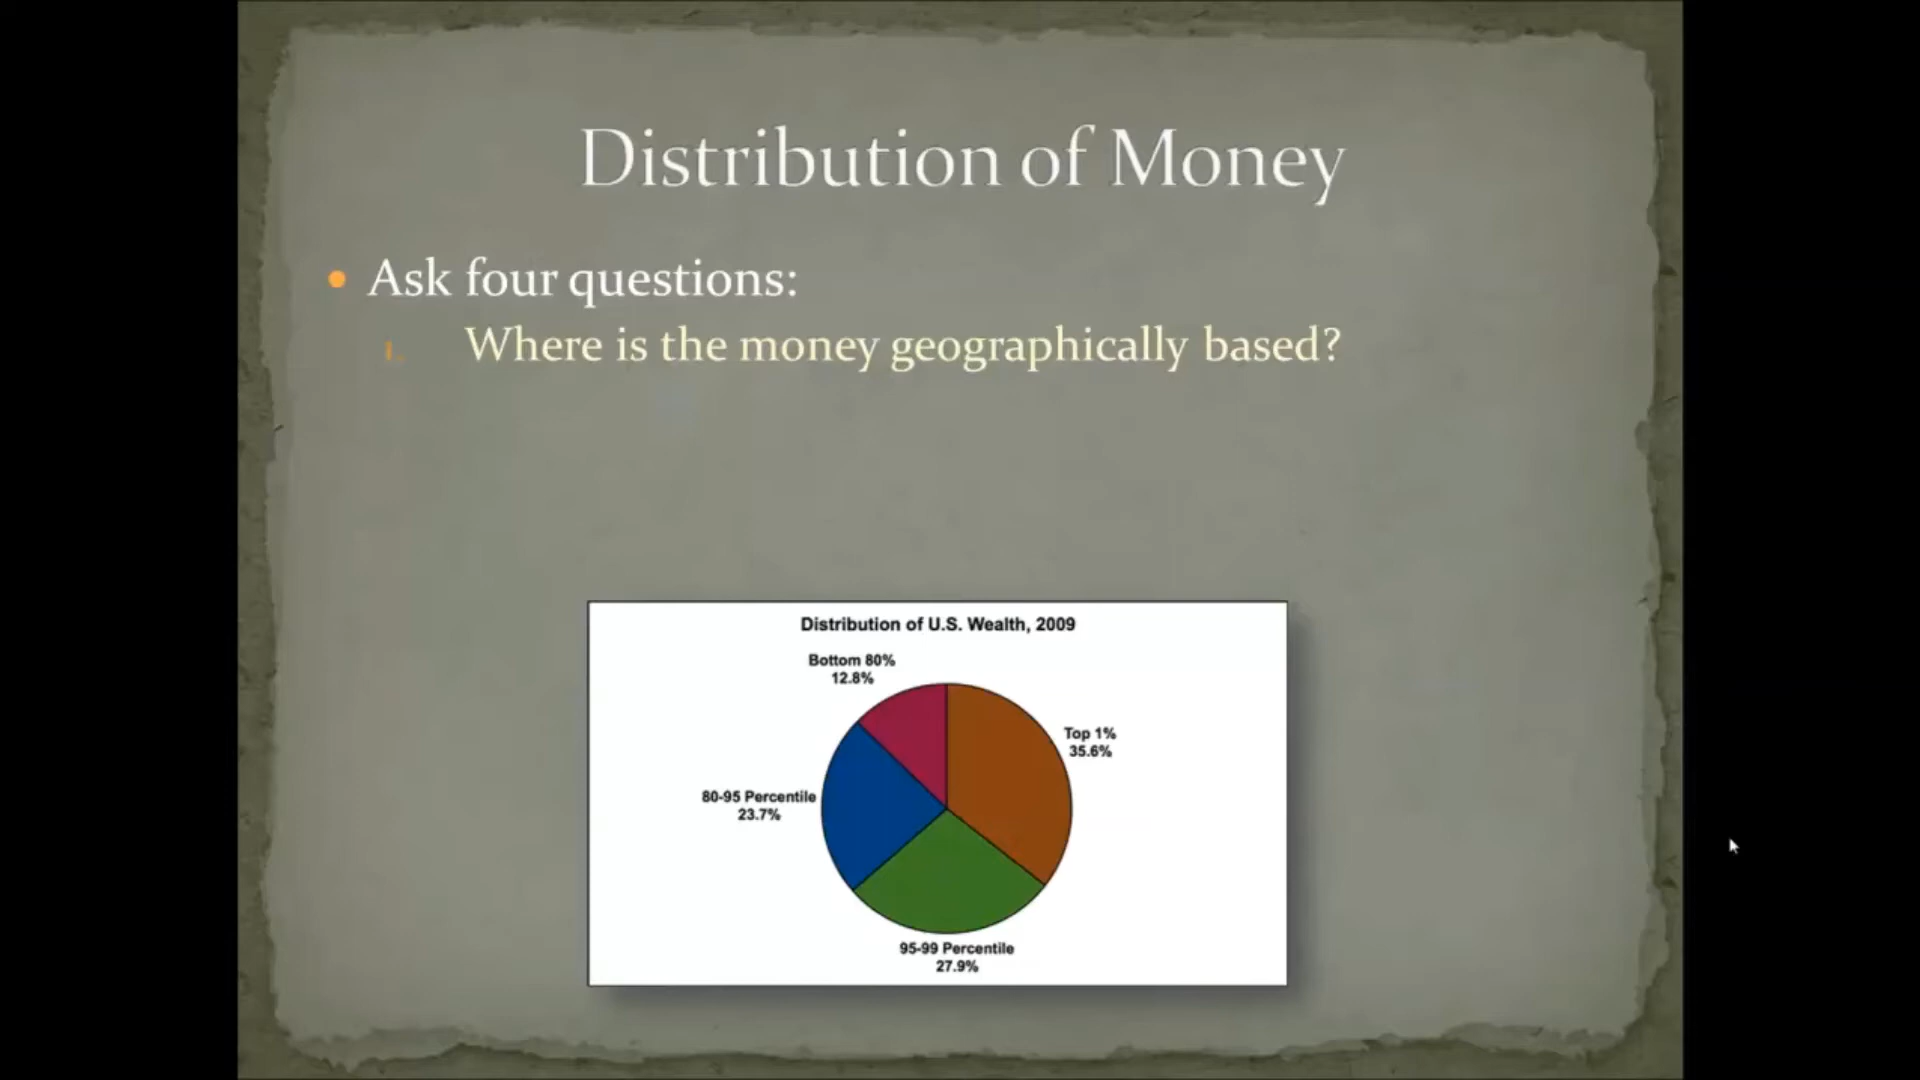 Distribution of Money
Ask four questions:
1. Where is the money geographically based?
Distribution of U.S. Wealth, 2009
Bottom 80%
12.8%
Top 1%
35.6%
80-95 Percentile
23.7%
95-99 Percentile
27.9%